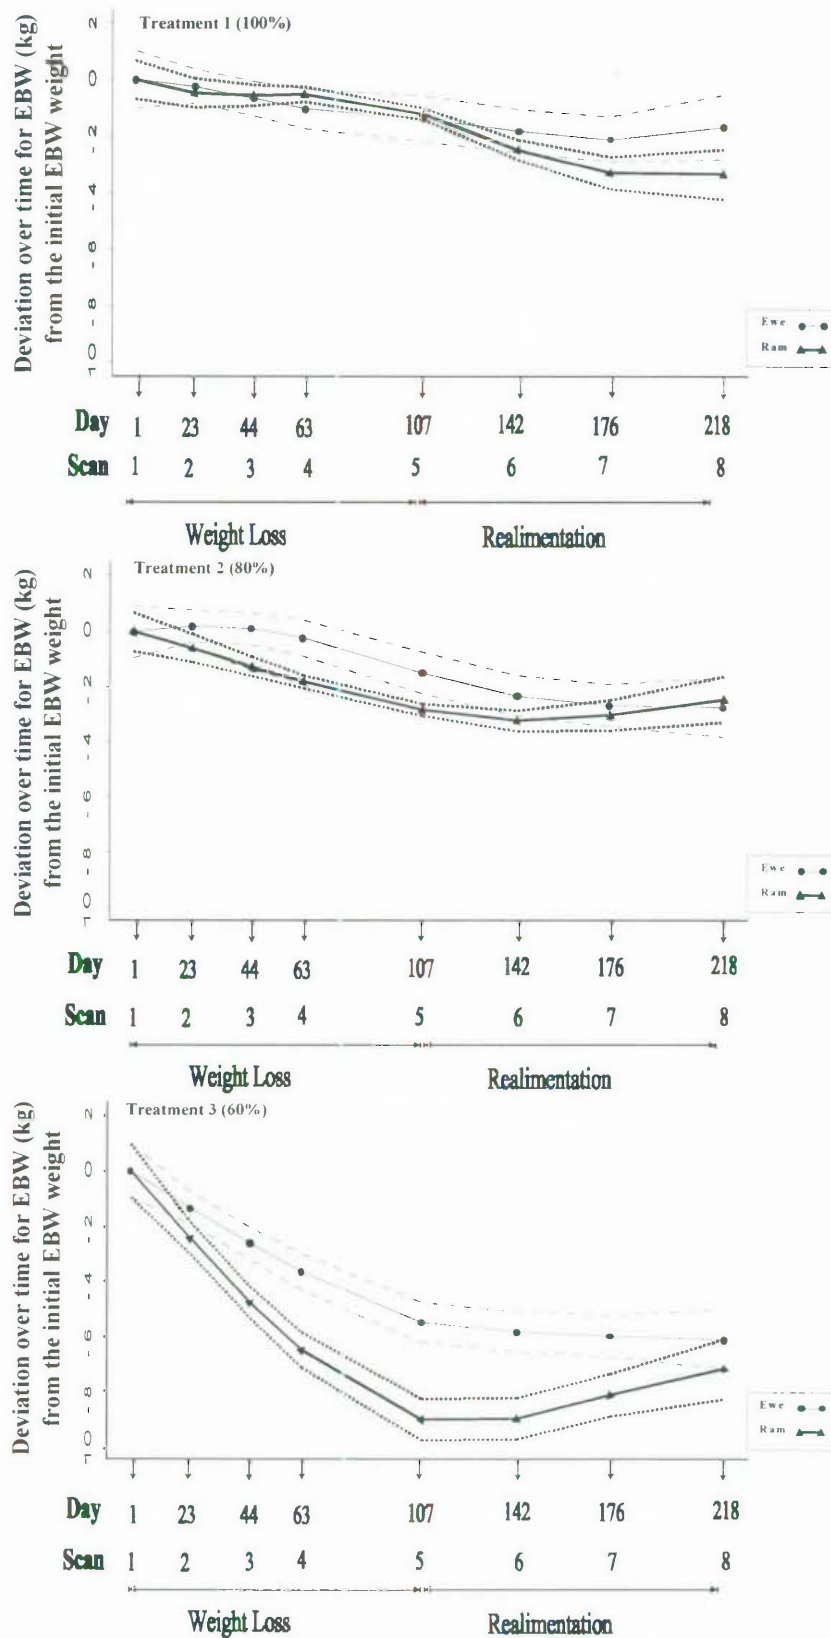 Treatment 1 (100%)
Deviation over time for EBW (kg)
from the initial EBW weight
2
0
-2
-4
-6
-8
-10
Ewe
Ram
Day 1 23 44 63 107 142 176 218
Scan 1 2 3 4 5 6 7 8
Weight Loss Realimentation
Treatment 2 (80%)
Deviation over time for EBW (kg)
from the initial EBW weight
2
0
-2
-4
-6
-8
-10
Ewe
Ram
Day 1 23 44 63 107 142 176 218
Scan 1 2 3 4 5 6 7 8
Weight Loss Realimentation
Treatment 3 (60%)
Deviation over time for EBW (kg)
from the initial EBW weight
2
0
-2
-4
-6
-8
-10
Ewe
Ram
Day 1 23 44 63 107 142 176 218
Scan 1 2 3 4 5 6 7 8
Weight Loss Realimentation